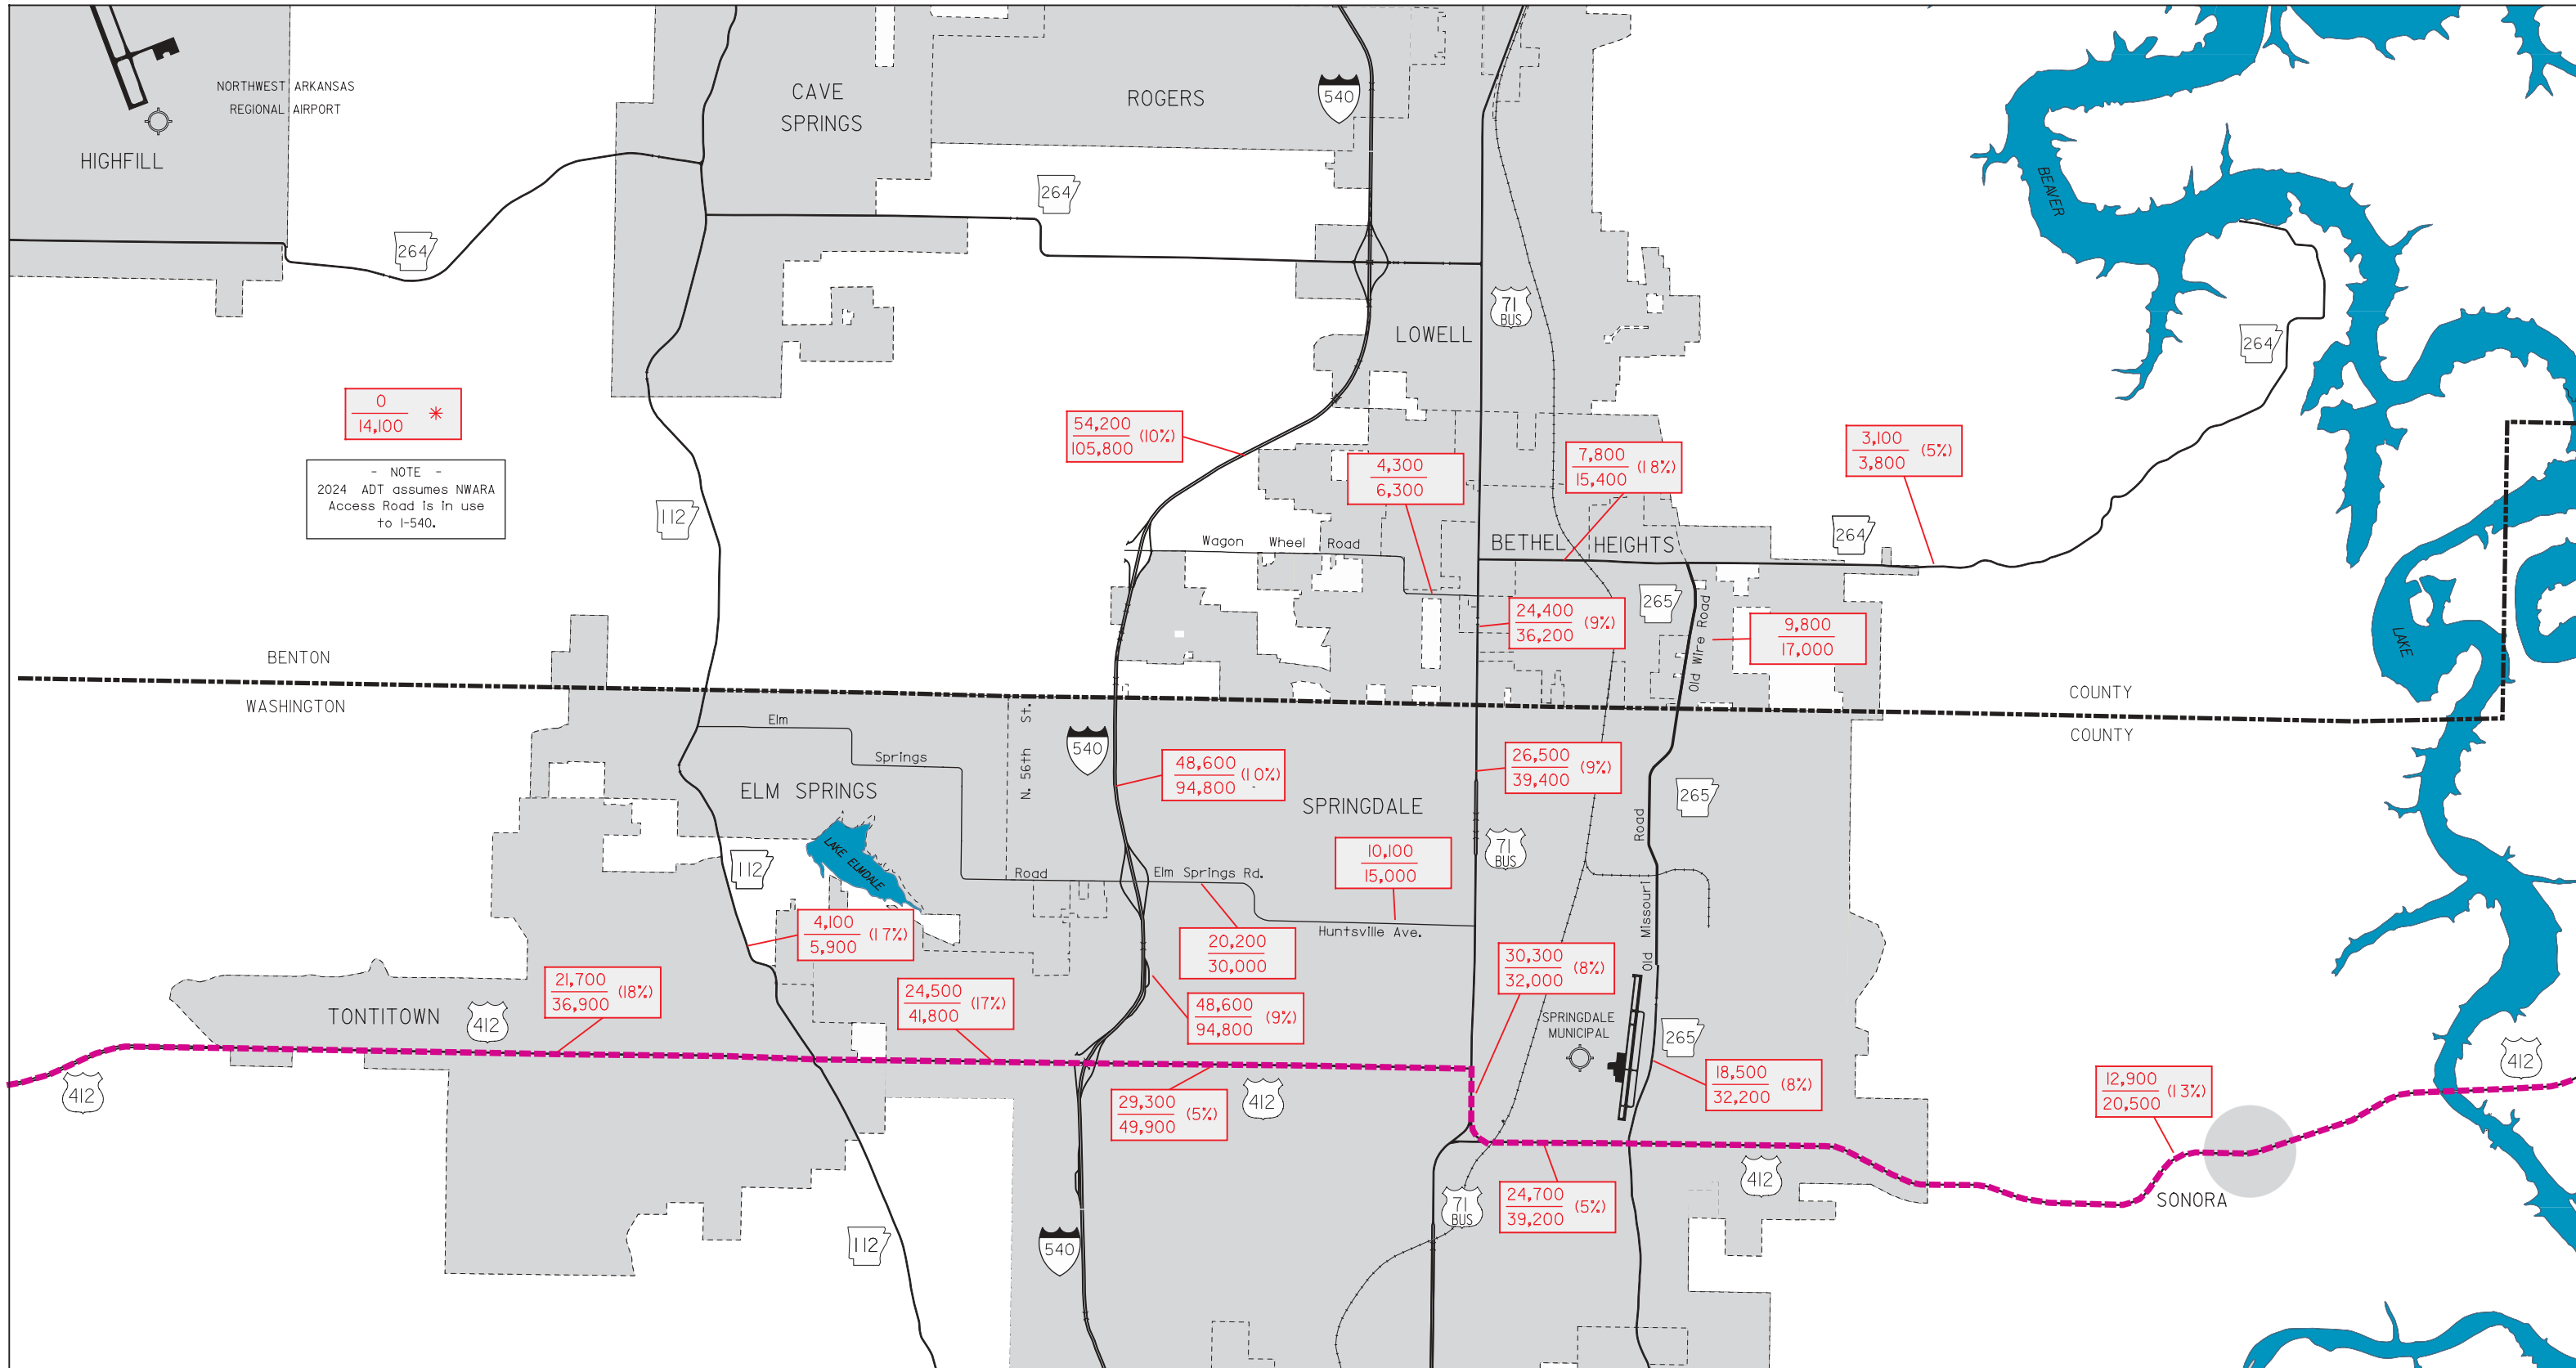 NORTHWEST ARKANSAS
REGIONAL AIRPORT
HIGHFILL
CAVE
SPRINGS
ROGERS
540
264
264
BEAVER
71
BUS
LOWELL
264
0
14,100 *
- NOTE -
2024 ADT assumes NWARA
Access Road is in use
to I-540.
54,200
105,800 (10%)
4,300
6,300
7,800
15,400 (18%)
3,100
3,800 (5%)
112
Wagon Wheel Road
BETHEL HEIGHTS
264
24,400
36,200 (9%)
265
Old Wire Road
9,800
17,000
LAKE
BENTON
WASHINGTON
COUNTY
COUNTY
Elm
Springs
Road
N. 56th St.
540
48,600
94,800 (10%)
26,500
39,400 (9%)
ELM SPRINGS
SPRINGDALE
265
Old Missouri Road
LAKE ELMDALE
112
71
BUS
10,100
15,000
Elm Springs Rd.
Huntsville Ave.
4,100
5,900 (17%)
20,200
30,000
30,300
32,000 (8%)
21,700
36,900 (18%)
24,500
41,800 (17%)
48,600
94,800 (9%)
TONTITOWN
412
SPRINGDALE
MUNICIPAL
265
412
412
29,300
49,900 (5%)
412
18,500
32,200 (8%)
12,900
20,500 (13%)
412
24,700
39,200 (5%)
71
BUS
SONORA
112
540